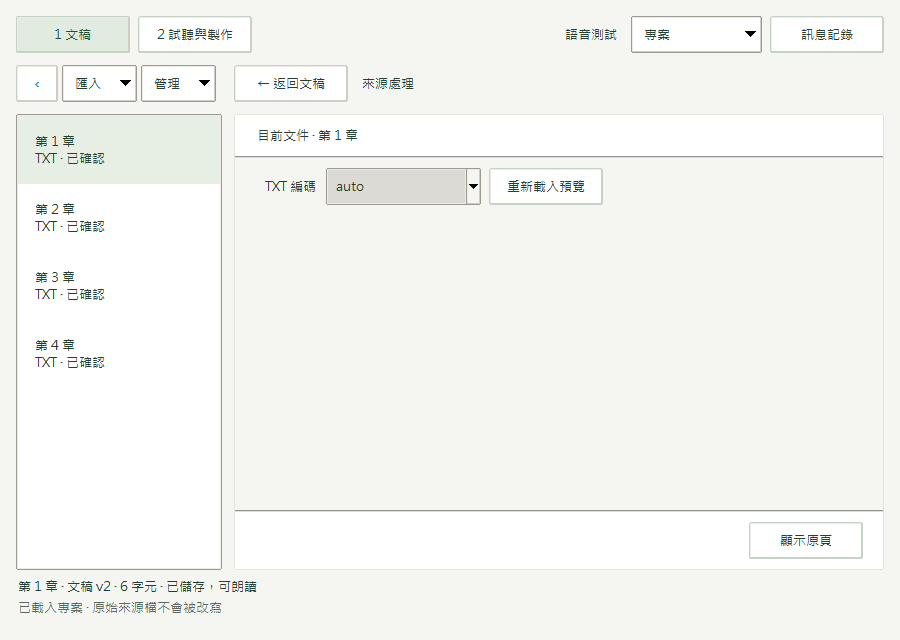 1 文稿
2 試聽與製作
語音測試
專案
訊息記錄
‹
匯入
管理
← 返回文稿
來源處理
第 1 章
TXT · 已確認
第 2 章
TXT · 已確認
第 3 章
TXT · 已確認
第 4 章
TXT · 已確認
目前文件 · 第 1 章
TXT 編碼
auto
重新載入預覽
顯示原頁
第 1 章 · 文稿 v2 · 6 字元 · 已儲存，可朗讀
已載入專案 · 原始來源檔不會被改寫